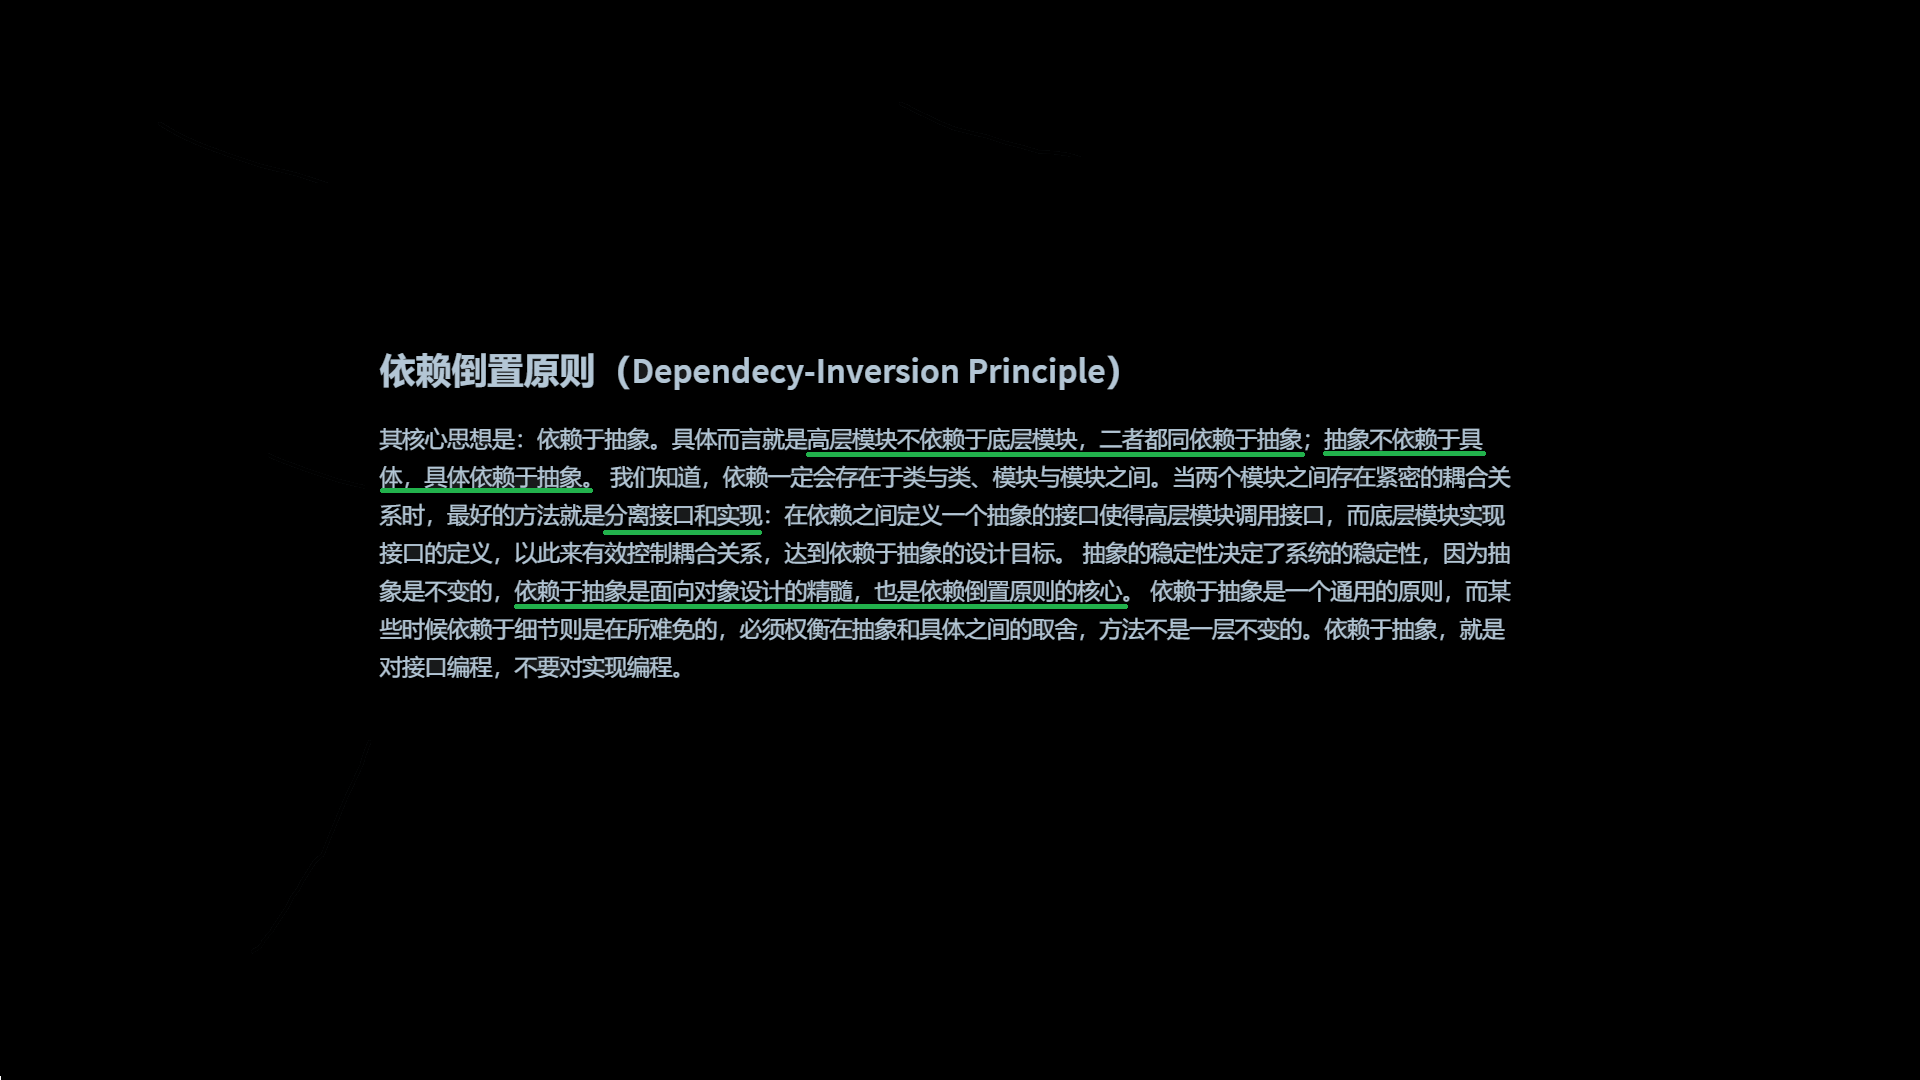 依赖倒置原则（Dependecy-Inversion Principle）
其核心思想是：依赖于抽象。具体而言就是高层模块不依赖于底层模块，二者都同依赖于抽象；抽象不依赖于具
体，具体依赖于抽象。 我们知道，依赖一定会存在于类与类、模块与模块之间。当两个模块之间存在紧密的耦合关
系时，最好的方法就是分离接口和实现：在依赖之间定义一个抽象的接口使得高层模块调用接口，而底层模块实现
接口的定义，以此来有效控制耦合关系，达到依赖于抽象的设计目标。 抽象的稳定性决定了系统的稳定性，因为抽
象是不变的，依赖于抽象是面向对象设计的精髓，也是依赖倒置原则的核心。 依赖于抽象是一个通用的原则，而某
些时候依赖于细节则是在所难免的，必须权衡在抽象和具体之间的取舍，方法不是一层不变的。依赖于抽象，就是
对接口编程，不要对实现编程。